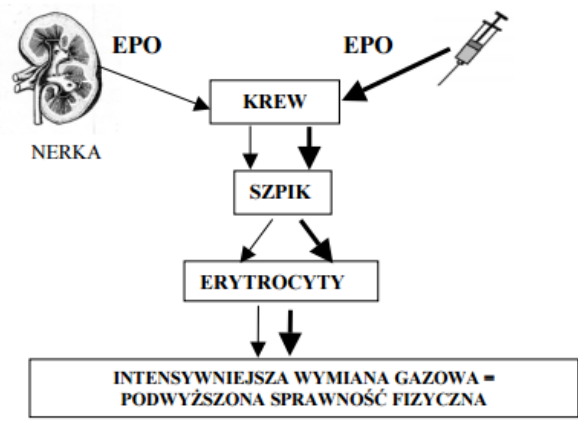 EPO
EPO
KREW
NERKA
SZPIK
ERYTROCYTY
INTENSYWNIEJSZA WYMIANA GAZOWA =
PODWYŻSZONA SPRAWNOŚĆ FIZYCZNA